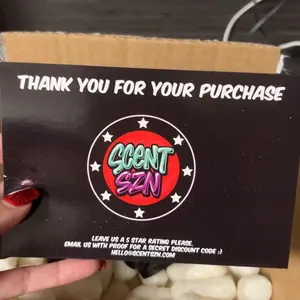 THANK YOU FOR YOUR PURCHASE
SCENT
SZN
LEAVE US A 5 STAR RATING PLEASE.
EMAIL US WITH PROOF FOR A SECRET DISCOUNT CODE :)
HELLO@SCENTSZN.COM